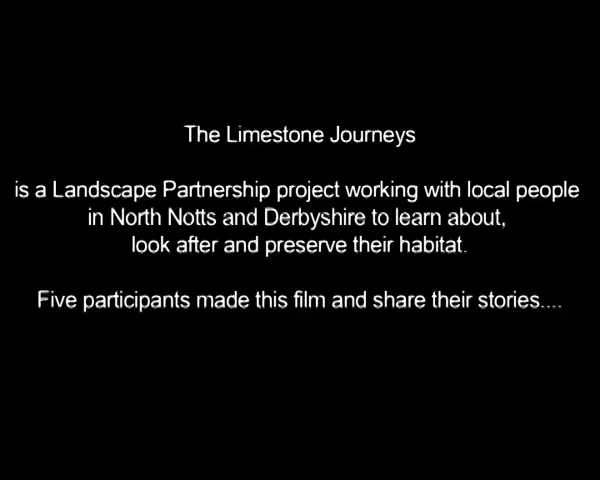 The Limestone Journeys
is a Landscape Partnership project working with local people
in North Notts and Derbyshire to learn about,
look after and preserve their habitat.
Five participants made this film and share their stories....